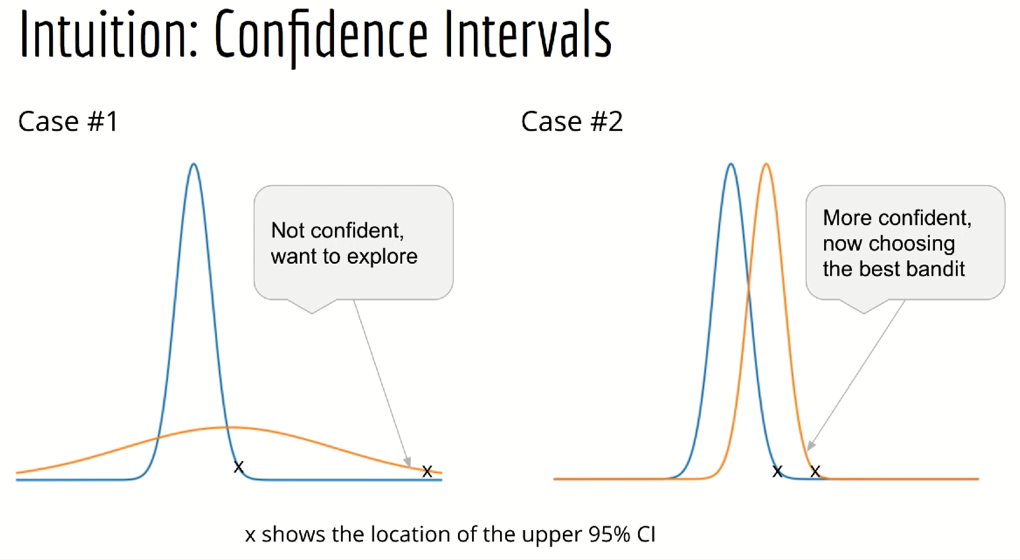 Intuition: Confidence Intervals
Case #1
Case #2
Not confident,
want to explore
More confident,
now choosing
the best bandit
x
x
x
x
x shows the location of the upper 95% CI